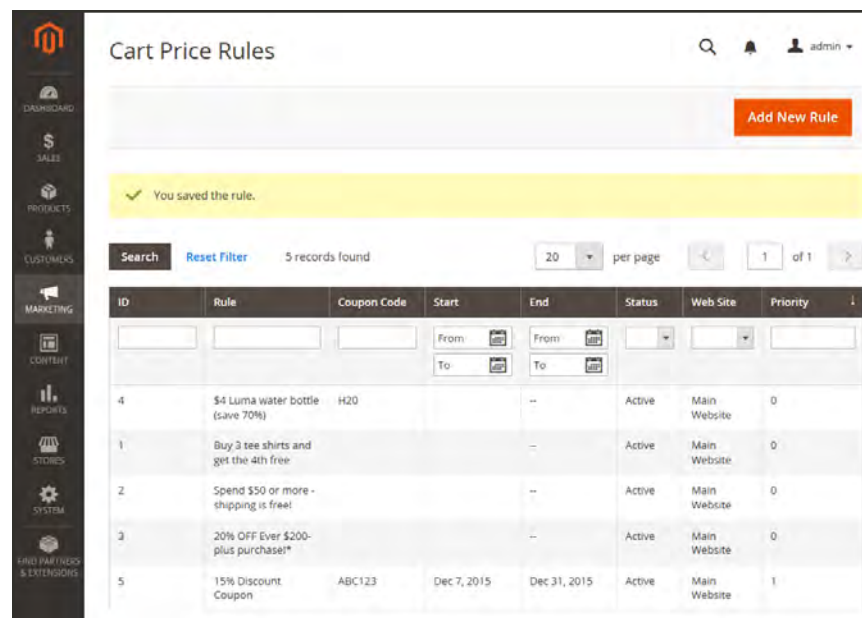 Cart Price Rules
admin
DASHBOARD
Add New Rule
$
SALES
You saved the rule.
PRODUCTS
CUSTOMERS
Search Reset Filter 5 records found 20 per page 1 of 1
MARKETING
ID Rule Coupon Code Start End Status Web Site Priority
From From
To To
CONTENT
REPORTS
STORES
SYSTEM
FIND PARTNERS
& EXTENSIONS
4 $4 Luma water bottle H20 -- Active Main 0
(save 70%) Website
1 Buy 3 tee shirts and -- Active Main 0
get the 4th free Website
2 Spend $50 or more - -- Active Main 0
shipping is free! Website
3 20% OFF Ever $200- -- Active Main 0
plus purchase!* Website
5 15% Discount ABC123 Dec 7, 2015 Dec 31, 2015 Active Main 1
Coupon Website